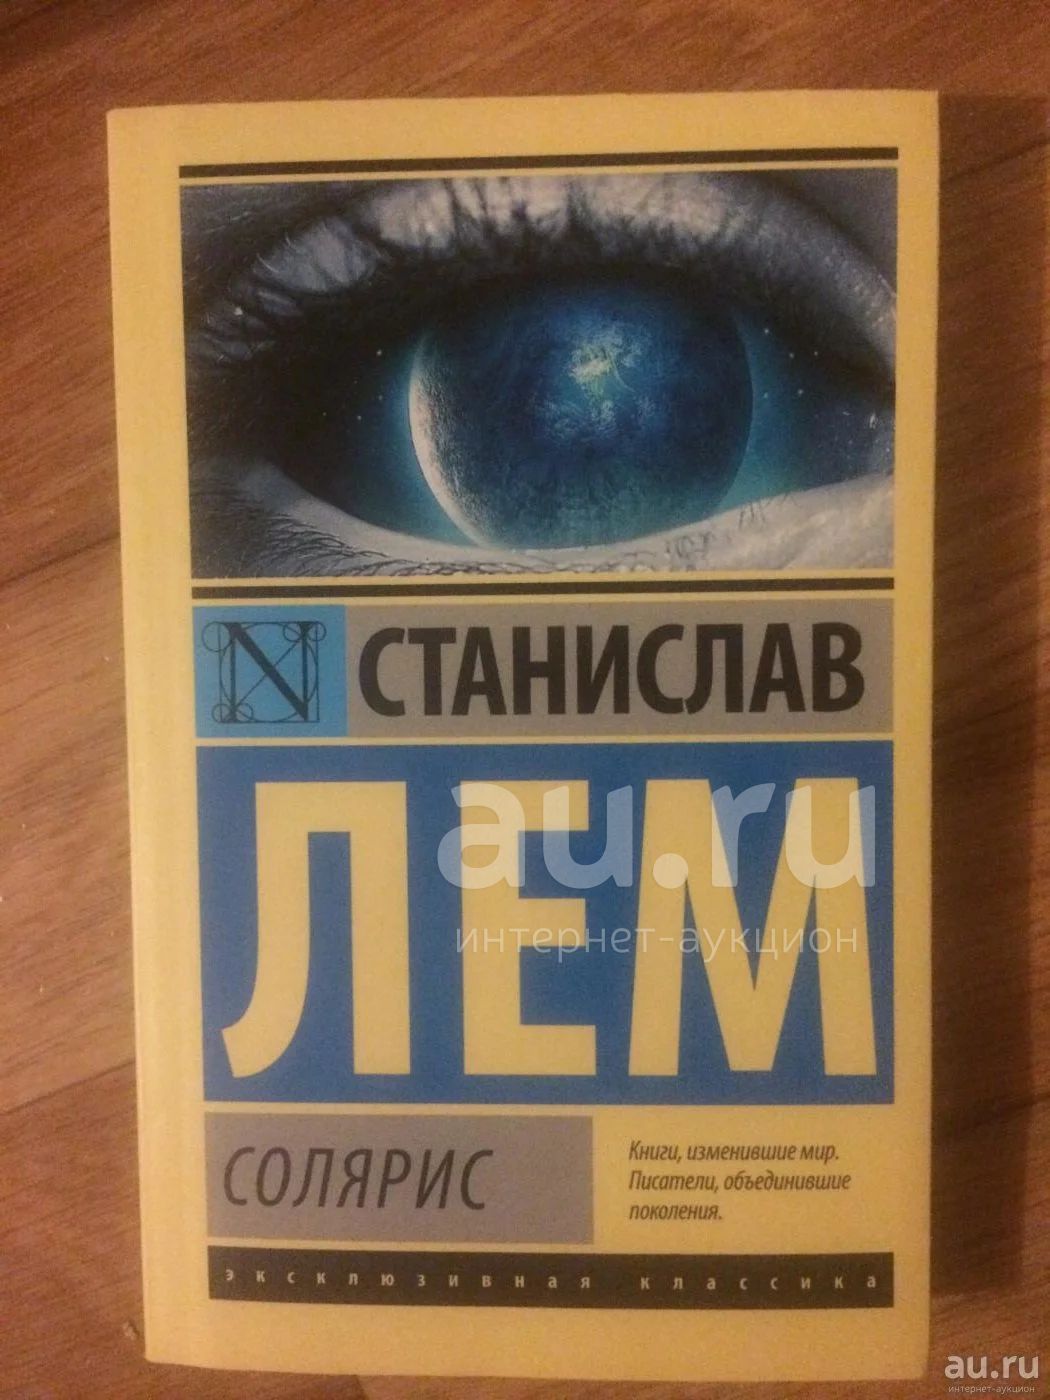 N
СТАНИСЛАВ
ЛЕМ
au.ru
интернет-аукцион
СОЛЯРИС
Книги, изменившие мир.
Писатели, объединившие
поколения.
эксклюзивная классика
au.ru
интернет-аукцион